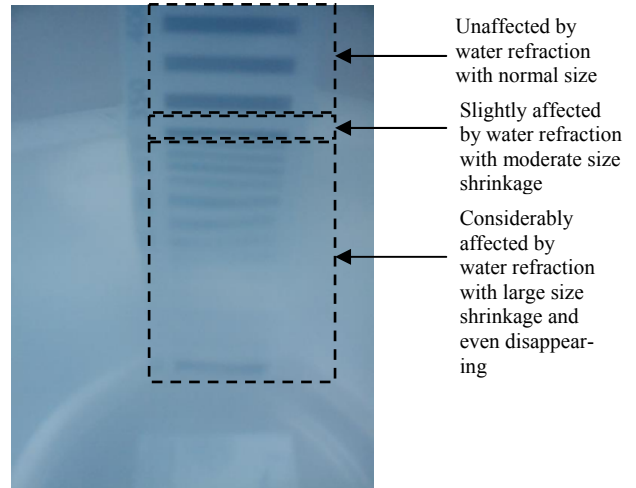 Unaffected by
water refraction
with normal size
Slightly affected
by water refraction
with moderate size
shrinkage
Considerably
affected by
water refraction
with large size
shrinkage and
even disappear-
ing